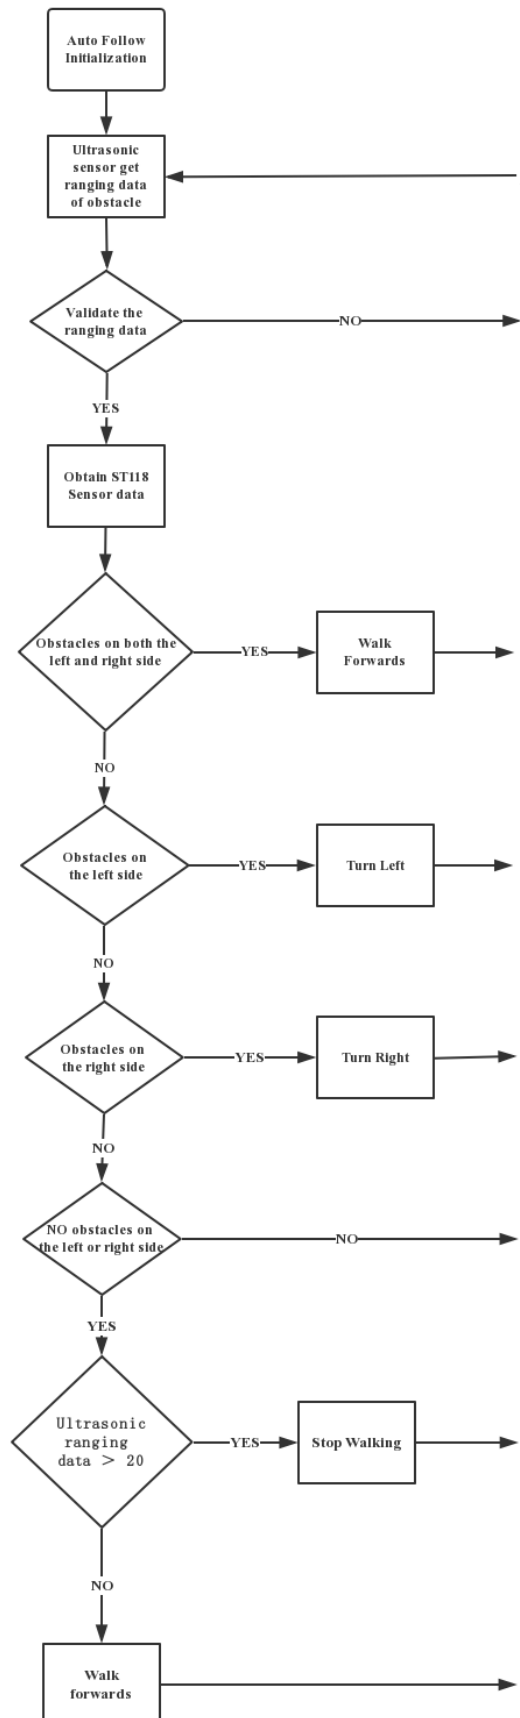 Auto Follow
Initialization
Ultrasonic
sensor get
ranging data
of obstacle
Validate the
ranging data
NO
YES
Obtain ST118
Sensor data
Obstacles on both the
left and right side
YES
Walk
Forwards
NO
Obstacles on
the left side
YES
Turn Left
NO
Obstacles on
the right side
YES
Turn Right
NO
NO obstacles on
the left or right side
NO
YES
Ultrasonic
ranging
data > 20
YES
Stop Walking
NO
Walk
forwards